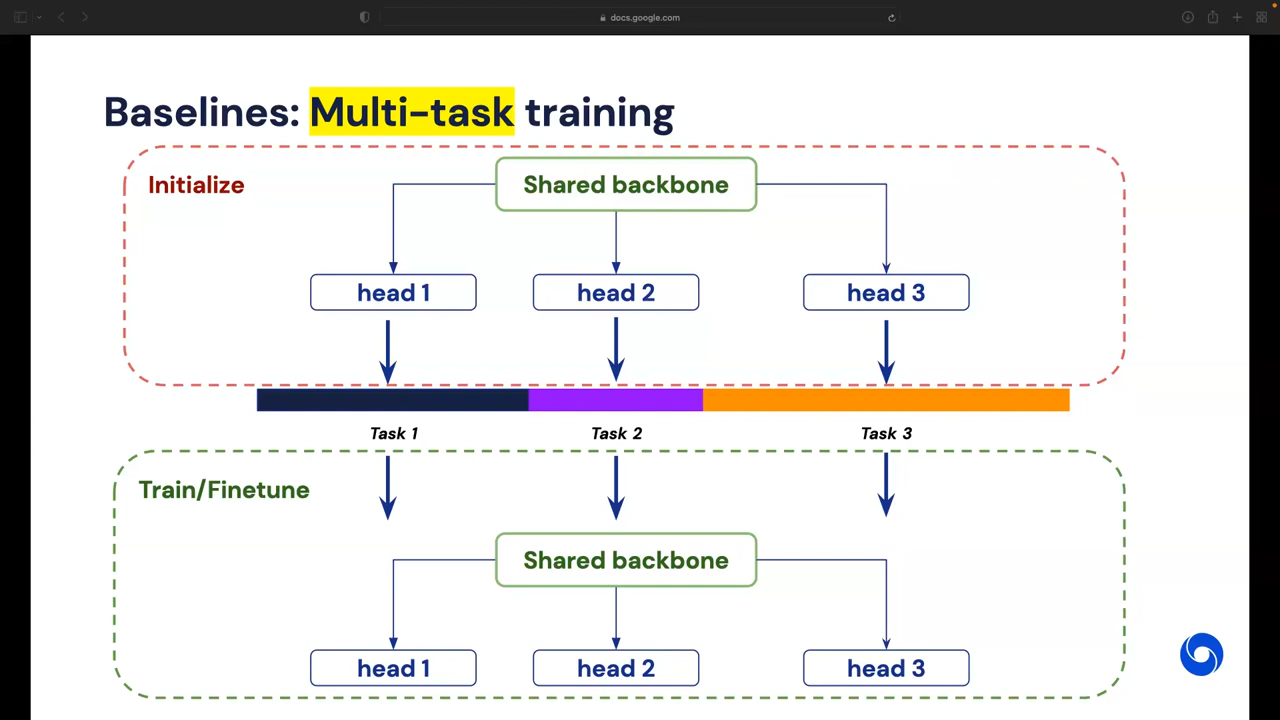 docs.google.com
Baselines: Multi-task training
Initialize
Shared backbone
head 1
head 2
head 3
Task 1
Task 2
Task 3
Train/Finetune
Shared backbone
head 1
head 2
head 3